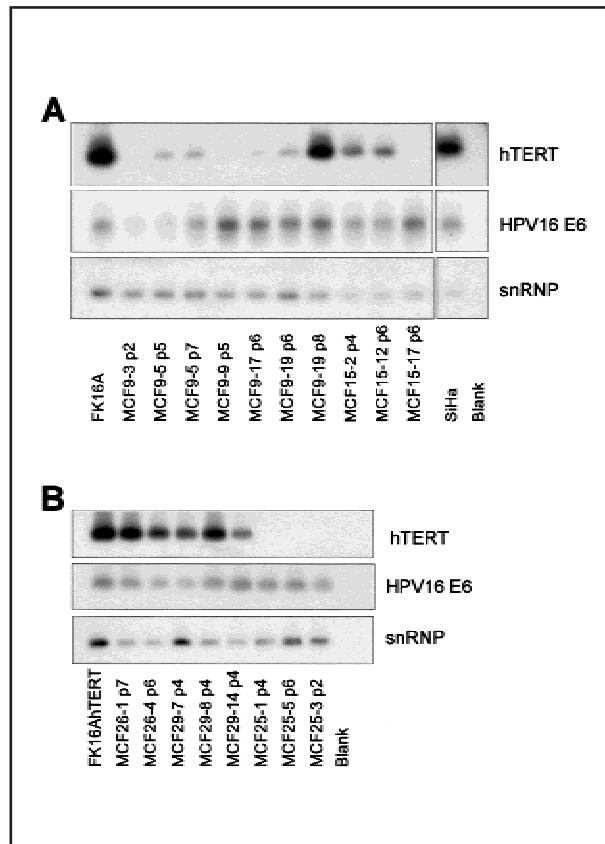 A
hTERT
HPV16 E6
snRNP
FK16A
MCF9-3 p2
MCF9-5 p5
MCF9-5 p7
MCF9-9 p5
MCF9-17 p6
MCF9-19 p6
MCF9-19 p8
MCF15-2 p4
MCF15-12 p6
MCF15-17 p6
SiHa
Blank
B
hTERT
HPV16 E6
snRNP
FK16AhTERT
MCF26-1 p7
MCF26-4 p6
MCF29-7 p4
MCF29-8 p4
MCF29-14 p4
MCF25-1 p4
MCF25-5 p6
MCF25-3 p2
Blank